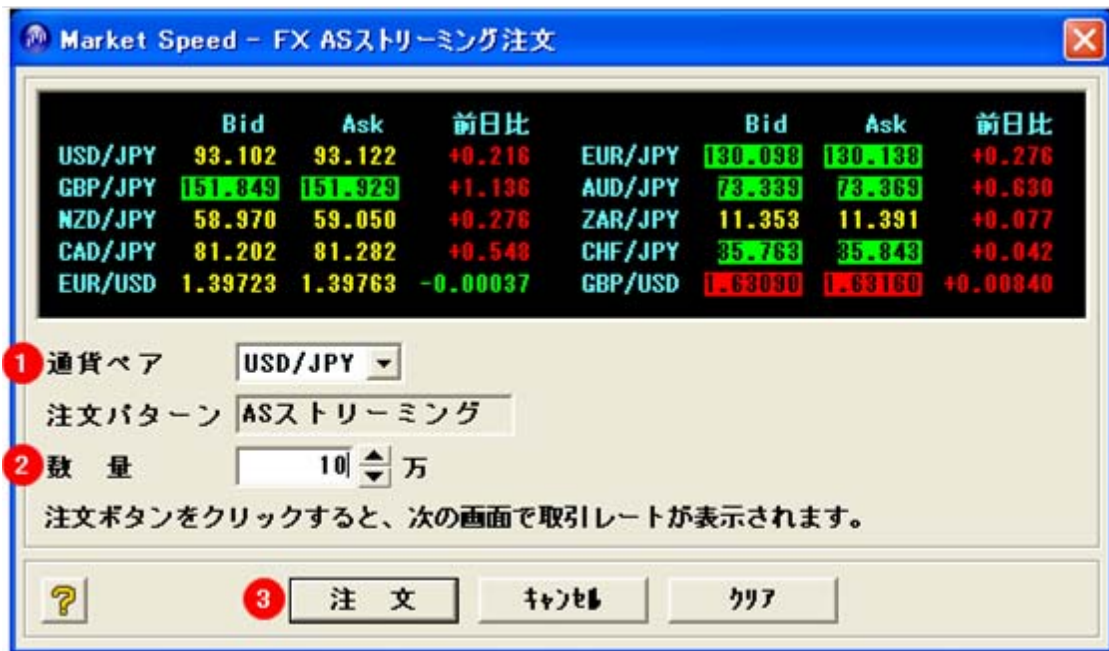 Market Speed - FX ASストリーミング注文
Bid Ask 前日比 Bid Ask 前日比
USD/JPY 93.102 93.122 +0.216 EUR/JPY 130.098 130.138 +0.276
GBP/JPY 151.849 151.929 +1.136 AUD/JPY 73.339 73.369 +0.630
NZD/JPY 58.970 59.050 +0.276 ZAR/JPY 11.353 11.391 +0.077
CAD/JPY 81.202 81.282 +0.548 CHF/JPY 85.763 85.843 +0.042
EUR/USD 1.39723 1.39763 -0.00037 GBP/USD 1.63090 1.63160 +0.00840
1 通貨ペア USD/JPY
注文パターン ASストリーミング
2 数 量 10 万
注文ボタンをクリックすると、次の画面で取引レートが表示されます。
? 3 注 文 キャンセル クリア